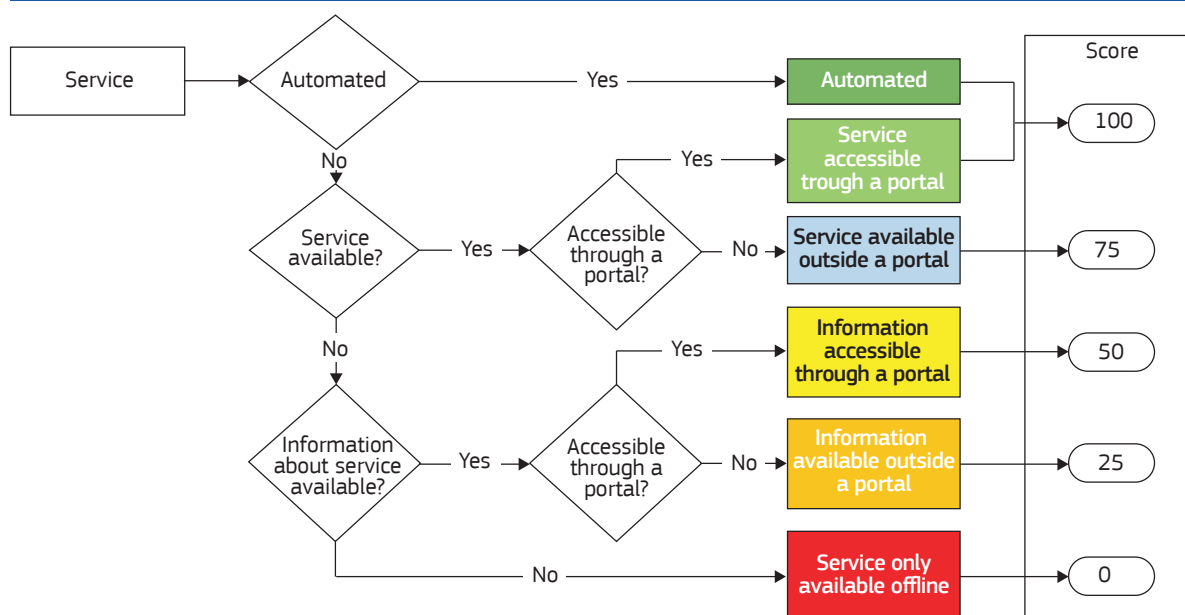 Score
Service
Automated
Yes
Automated
100
No
Yes
Service
accessible
trough a portal
Service
available?
Yes
Accessible
through a
portal?
No
Service available
outside a portal
75
No
Yes
Information
accessible
through a portal
50
Information
about service
available?
Yes
Accessible
through a
portal?
No
Information
available outside
a portal
25
No
Service only
available offline
0